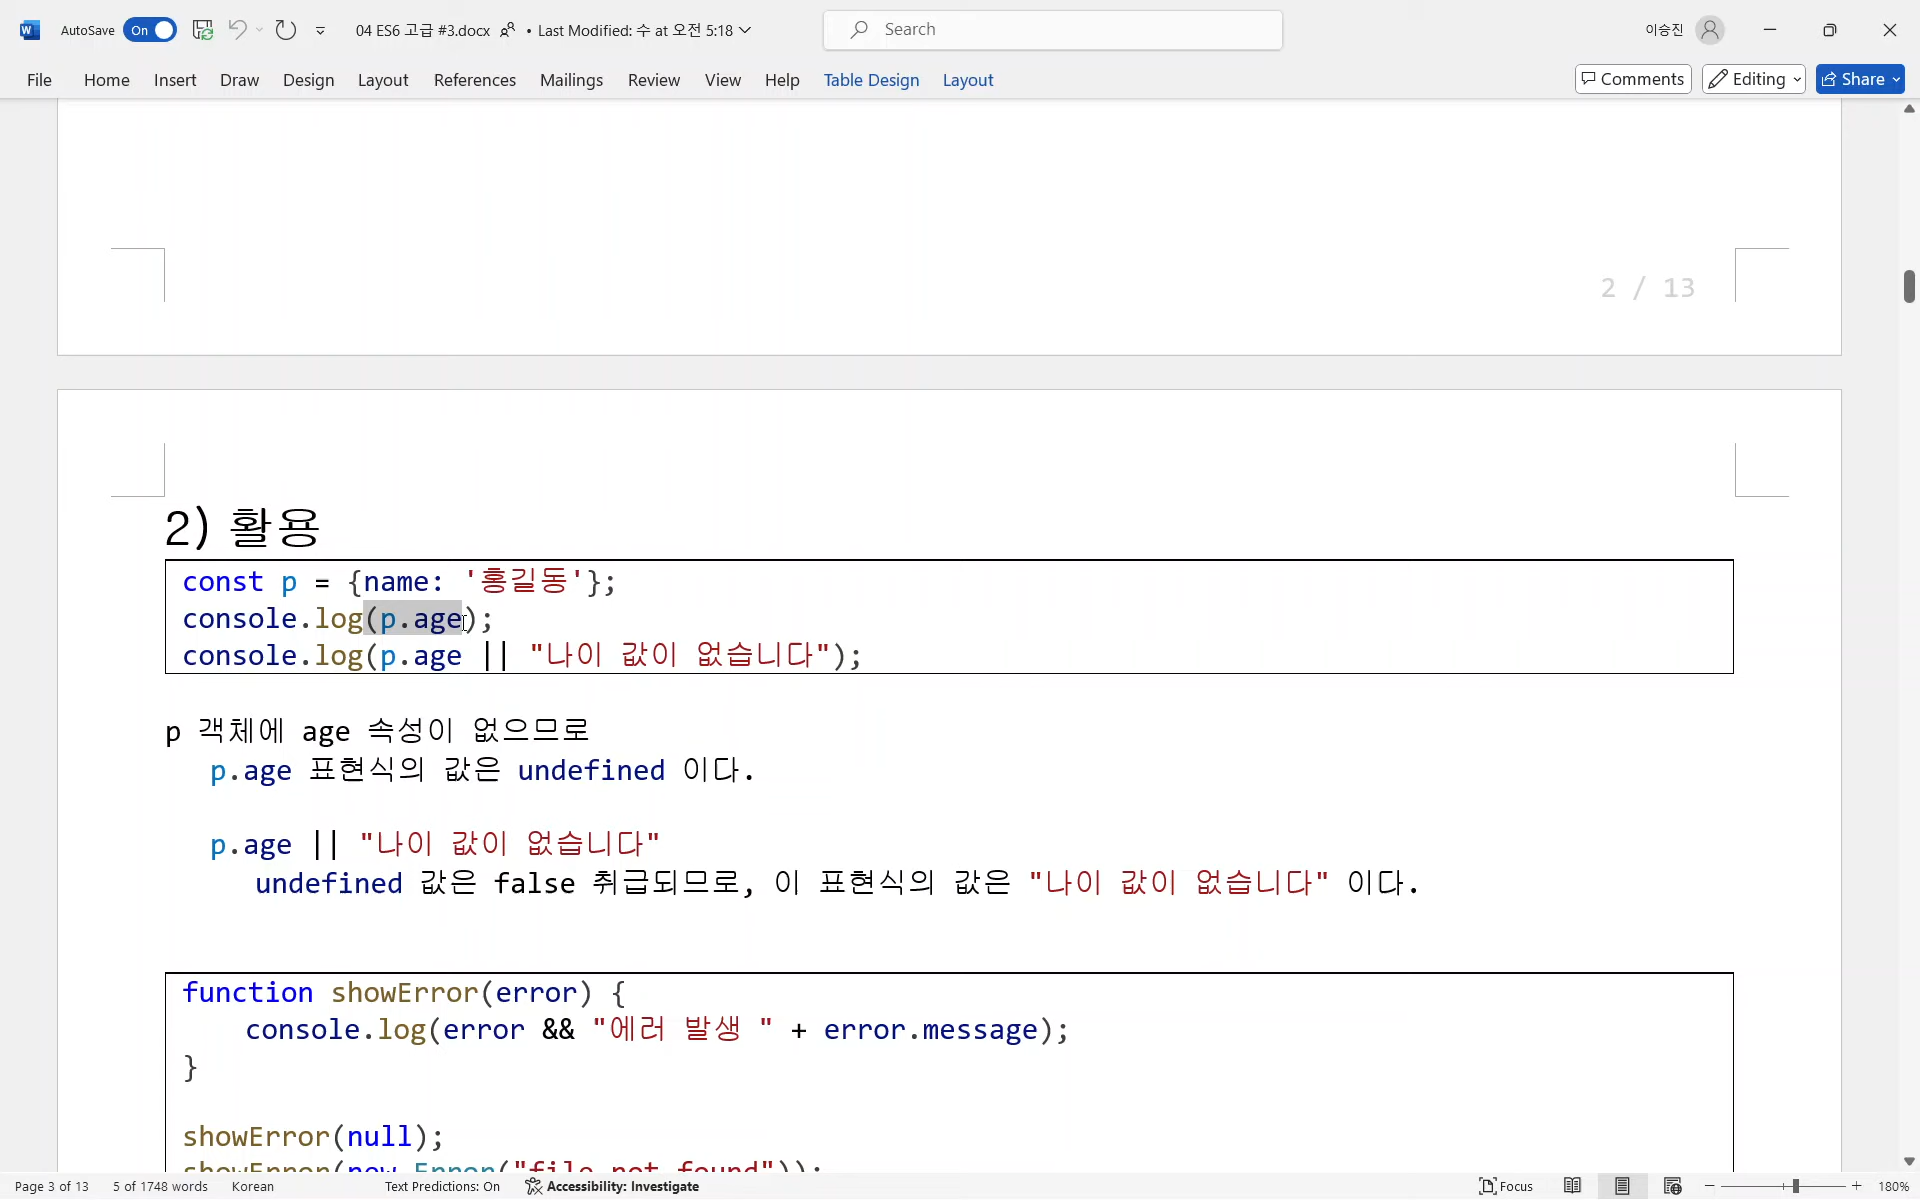 AutoSave On 04 ES6 고급 #3.docx • Last Modified: 수 at 오전 5:18 Search 이승진
File Home Insert Draw Design Layout References Mailings Review View Help Table Design Layout Comments Editing Share
2 / 13
2) 활용
const p = {name: '홍길동'};
console.log(p.age);
console.log(p.age || "나이 값이 없습니다");
p 객체에 age 속성이 없으므로
p.age 표현식의 값은 undefined 이다.
p.age || "나이 값이 없습니다"
undefined 값은 false 취급되므로, 이 표현식의 값은 "나이 값이 없습니다" 이다.
function showError(error) {
console.log(error && "에러 발생 " + error.message);
}
showError(null);
showError(new Error("file not found"));
Page 3 of 13 5 of 1748 words Korean Text Predictions: On Accessibility: Investigate Focus 180%